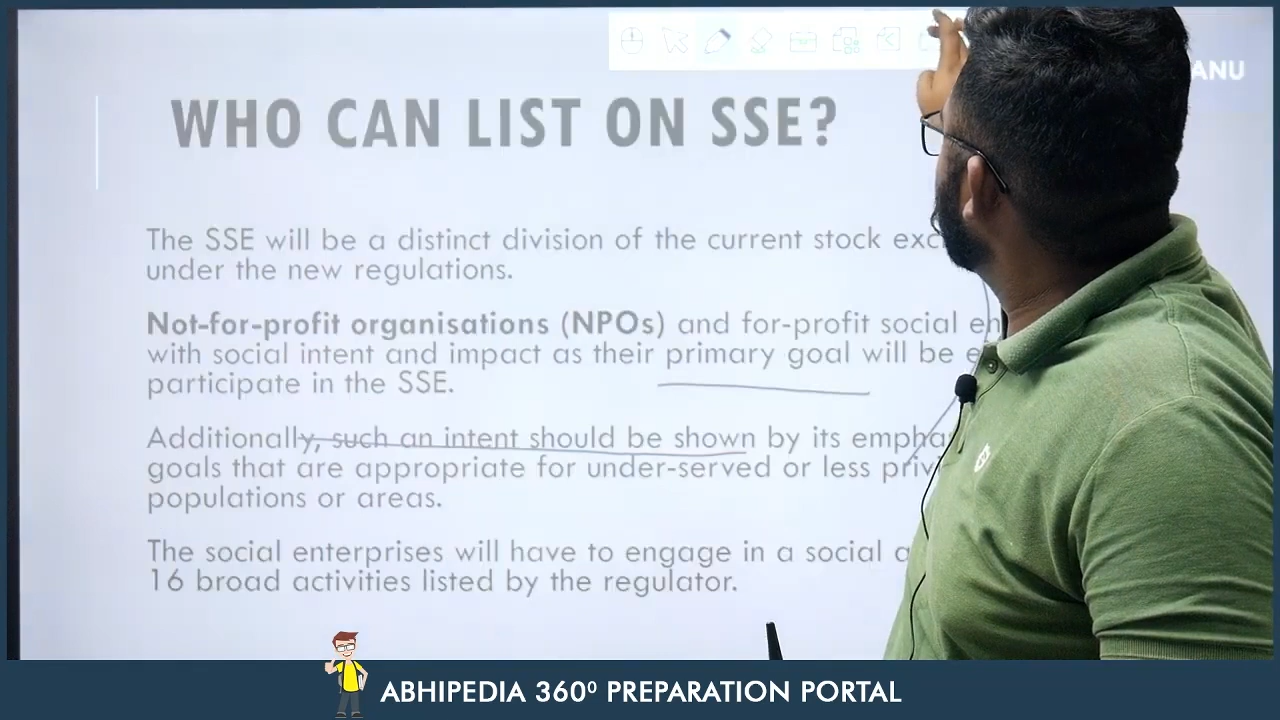 ANU
WHO CAN LIST ON SSE?
The SSE will be a distinct division of the current stock
under the new regulations.
Not-for-profit organisations (NPOs) and for-profit social
with social intent and impact as their primary goal will be
participate in the SSE.
Additionally, such an intent should be shown by its
goals that are appropriate for under-served or less
populations or areas.
The social enterprises will have to engage in a social
16 broad activities listed by the regulator.
ABHIPEDIA 360⁰ PREPARATION PORTAL